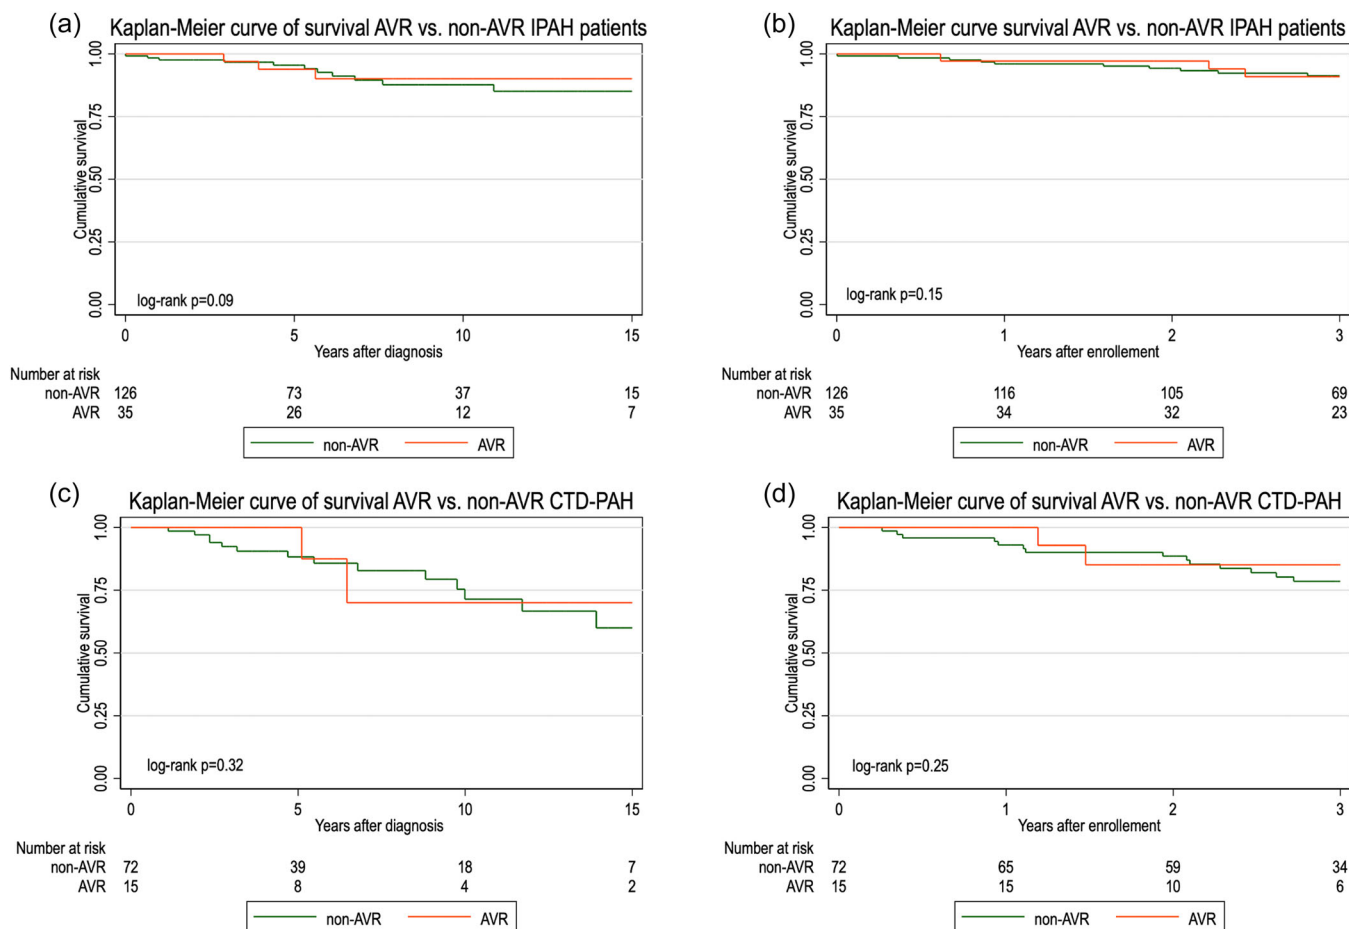 (a)
Kaplan-Meier curve of survival AVR vs. non-AVR IPAH patients
Cumulative survival
1.00
0.75
0.50
0.25
0.00
log-rank p=0.09
0 5 10 15
Years after diagnosis
Number at risk
non-AVR 126 73 37 15
AVR 35 26 12 7
non-AVR AVR
(b)
Kaplan-Meier curve survival AVR vs. non-AVR IPAH patients
Cumulative survival
1.00
0.75
0.50
0.25
0.00
log-rank p=0.15
0 1 2 3
Years after enrollement
Number at risk
non-AVR 126 116 105 69
AVR 35 34 32 23
non-AVR AVR
(c)
Kaplan-Meier curve of survival AVR vs. non-AVR CTD-PAH
Cumulative survival
1.00
0.75
0.50
0.25
0.00
log-rank p=0.32
0 5 10 15
Years after diagnosis
Number at risk
non-AVR 72 39 18 7
AVR 15 8 4 2
non-AVR AVR
(d)
Kaplan-Meier curve of survival AVR vs. non-AVR CTD-PAH
Cumulative survival
1.00
0.75
0.50
0.25
0.00
log-rank p=0.25
0 1 2 3
Years after enrollement
Number at risk
non-AVR 72 65 59 34
AVR 15 15 10 6
non-AVR AVR